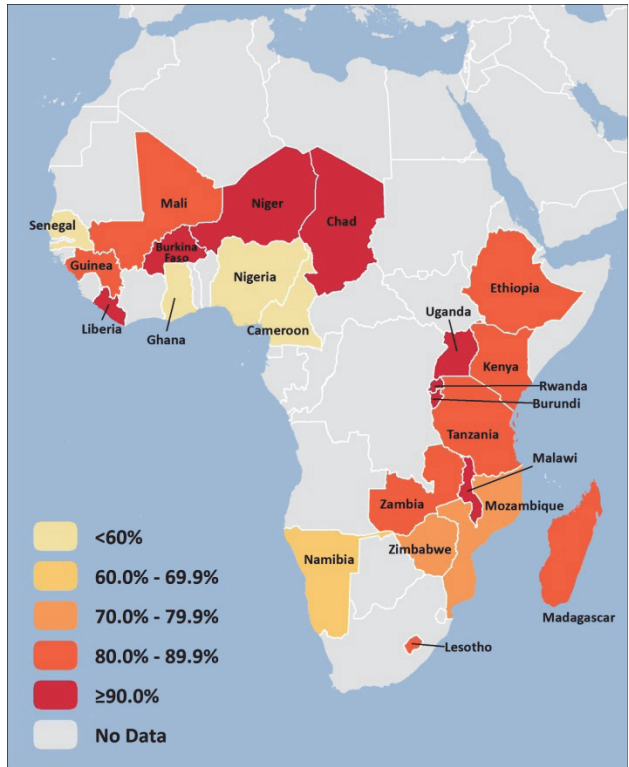 Mali
Niger
Chad
Senegal
Burkina
Faso
Guinea
Nigeria
Ethiopia
Uganda
Liberia
Ghana
Cameroon
Kenya
Rwanda
Burundi
Tanzania
Malawi
Zambia
Mozambique
Zimbabwe
Namibia
Madagascar
Lesotho
<60%
60.0% - 69.9%
70.0% - 79.9%
80.0% - 89.9%
≥90.0%
No Data